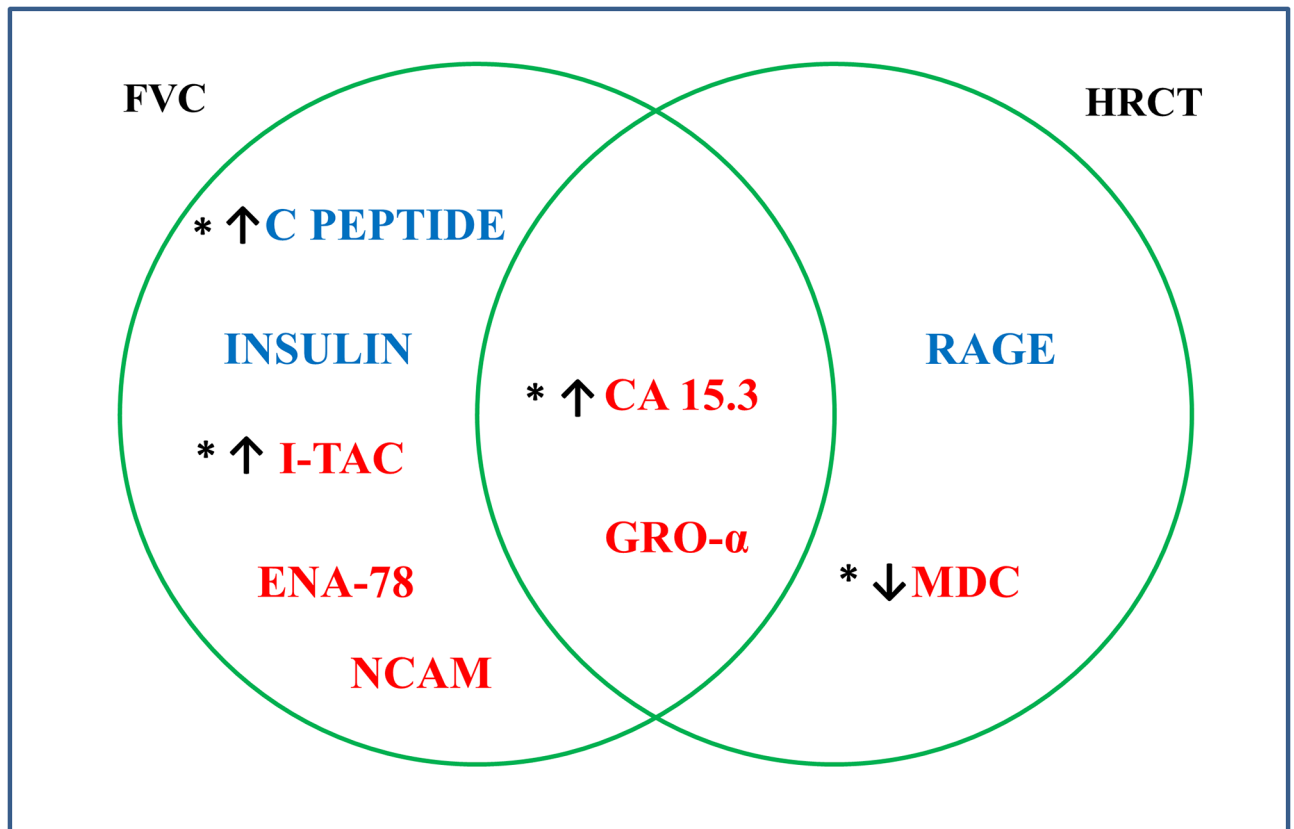 FVC
HRCT
* ↑ C PEPTIDE
INSULIN
RAGE
* ↑ CA 15.3
* ↑ I-TAC
GRO-α
ENA-78
* ↓ MDC
NCAM